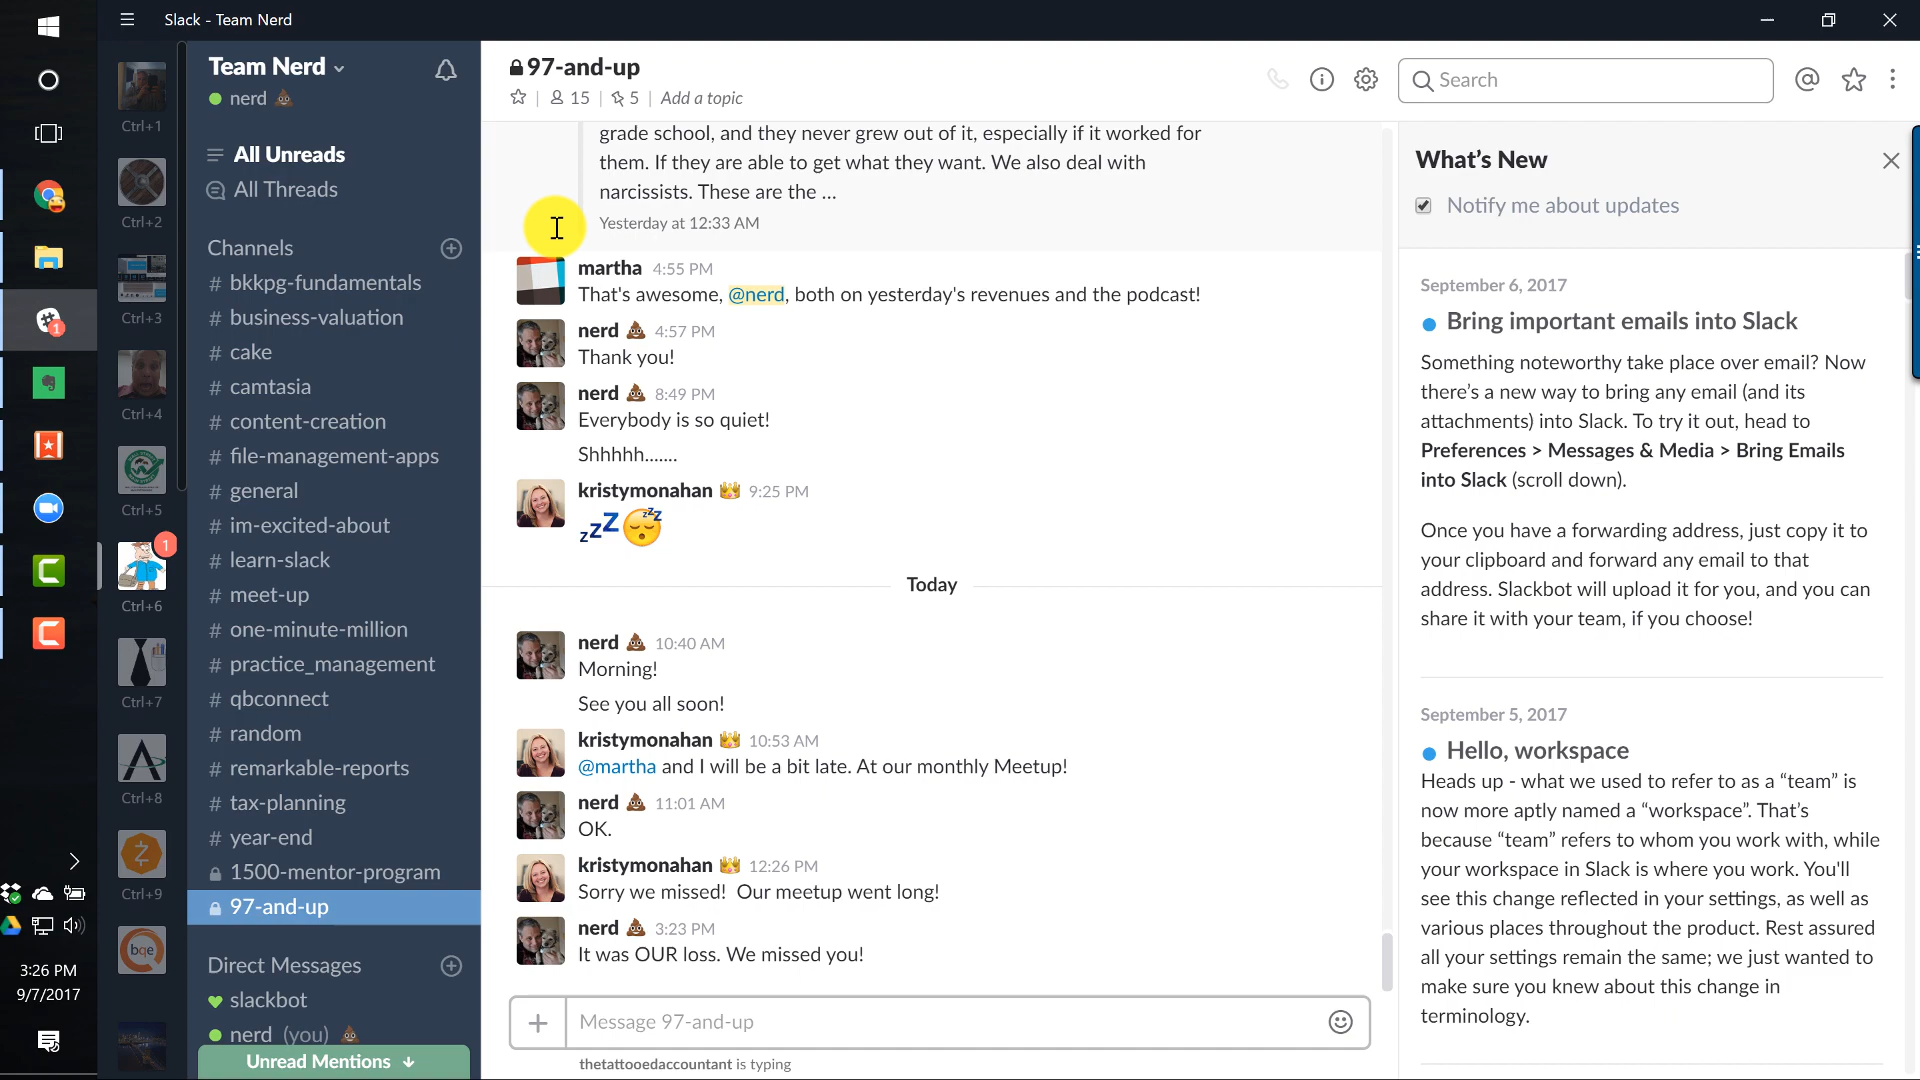 Slack - Team Nerd
Team Nerd
nerd
All Unreads
All Threads
Channels
# bkkpg-fundamentals
# business-valuation
# cake
# camtasia
# content-creation
# file-management-apps
# general
# im-excited-about
# learn-slack
# meet-up
# one-minute-million
# practice_management
# qbconnect
# random
# remarkable-reports
# tax-planning
# year-end
1500-mentor-program
97-and-up
Direct Messages
slackbot
nerd (you)
Unread Mentions
Ctrl+1
Ctrl+2
Ctrl+3
Ctrl+4
Ctrl+5
1
Ctrl+6
Ctrl+7
Ctrl+8
Ctrl+9
bqe
1
3:26 PM
9/7/2017
97-and-up
15 | 5 | Add a topic
Search
grade school, and they never grew out of it, especially if it worked for
them. If they are able to get what they want. We also deal with
narcissists. These are the ...
Yesterday at 12:33 AM
martha 4:55 PM
That's awesome, @nerd, both on yesterday's revenues and the podcast!
nerd 4:57 PM
Thank you!
nerd 8:49 PM
Everybody is so quiet!
Shhhhh.......
kristymonahan 9:25 PM
Today
nerd 10:40 AM
Morning!
See you all soon!
kristymonahan 10:53 AM
@martha and I will be a bit late. At our monthly Meetup!
nerd 11:01 AM
OK.
kristymonahan 12:26 PM
Sorry we missed! Our meetup went long!
nerd 3:23 PM
It was OUR loss. We missed you!
Message 97-and-up
thetattooedaccountant is typing
What's New
Notify me about updates
September 6, 2017
Bring important emails into Slack
Something noteworthy take place over email? Now
there's a new way to bring any email (and its
attachments) into Slack. To try it out, head to
Preferences > Messages & Media > Bring Emails
into Slack (scroll down).
Once you have a forwarding address, just copy it to
your clipboard and forward any email to that
address. Slackbot will upload it for you, and you can
share it with your team, if you choose!
September 5, 2017
Hello, workspace
Heads up - what we used to refer to as a “team” is
now more aptly named a “workspace”. That's
because “team” refers to whom you work with, while
your workspace in Slack is where you work. You'll
see this change reflected in your settings, as well as
various places throughout the product. Rest assured
all your settings remain the same; we just wanted to
make sure you knew about this change in
terminology.